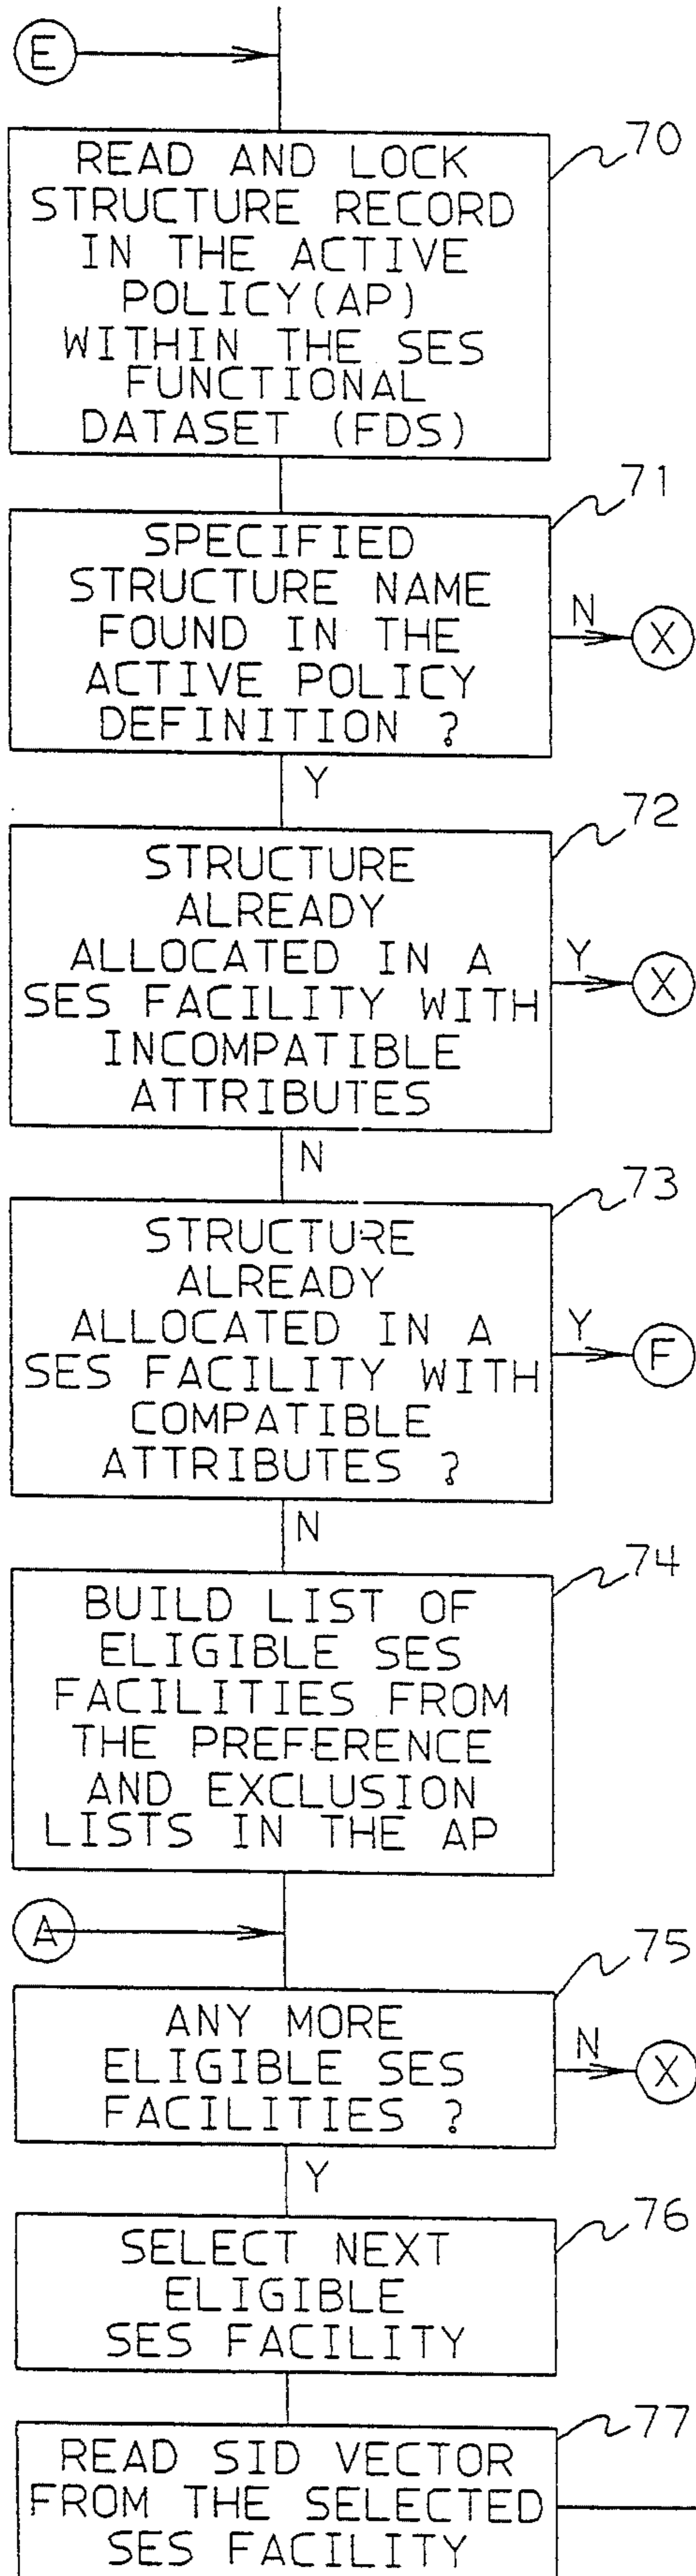 E
70
READ AND LOCK
STRUCTURE RECORD
IN THE ACTIVE
POLICY(AP)
WITHIN THE SES
FUNCTIONAL
DATASET (FDS)
71
SPECIFIED
STRUCTURE NAME
FOUND IN THE
ACTIVE POLICY
DEFINITION ?
N
X
Y
72
STRUCTURE
ALREADY
ALLOCATED IN A
SES FACILITY WITH
INCOMPATIBLE
ATTRIBUTES
Y
X
N
73
STRUCTURE
ALREADY
ALLOCATED IN A
SES FACILITY WITH
COMPATIBLE
ATTRIBUTES ?
Y
F
N
74
BUILD LIST OF
ELIGIBLE SES
FACILITIES FROM
THE PREFERENCE
AND EXCLUSION
LISTS IN THE AP
A
75
ANY MORE
ELIGIBLE SES
FACILITIES ?
N
X
Y
76
SELECT NEXT
ELIGIBLE
SES FACILITY
77
READ SID VECTOR
FROM THE SELECTED
SES FACILITY